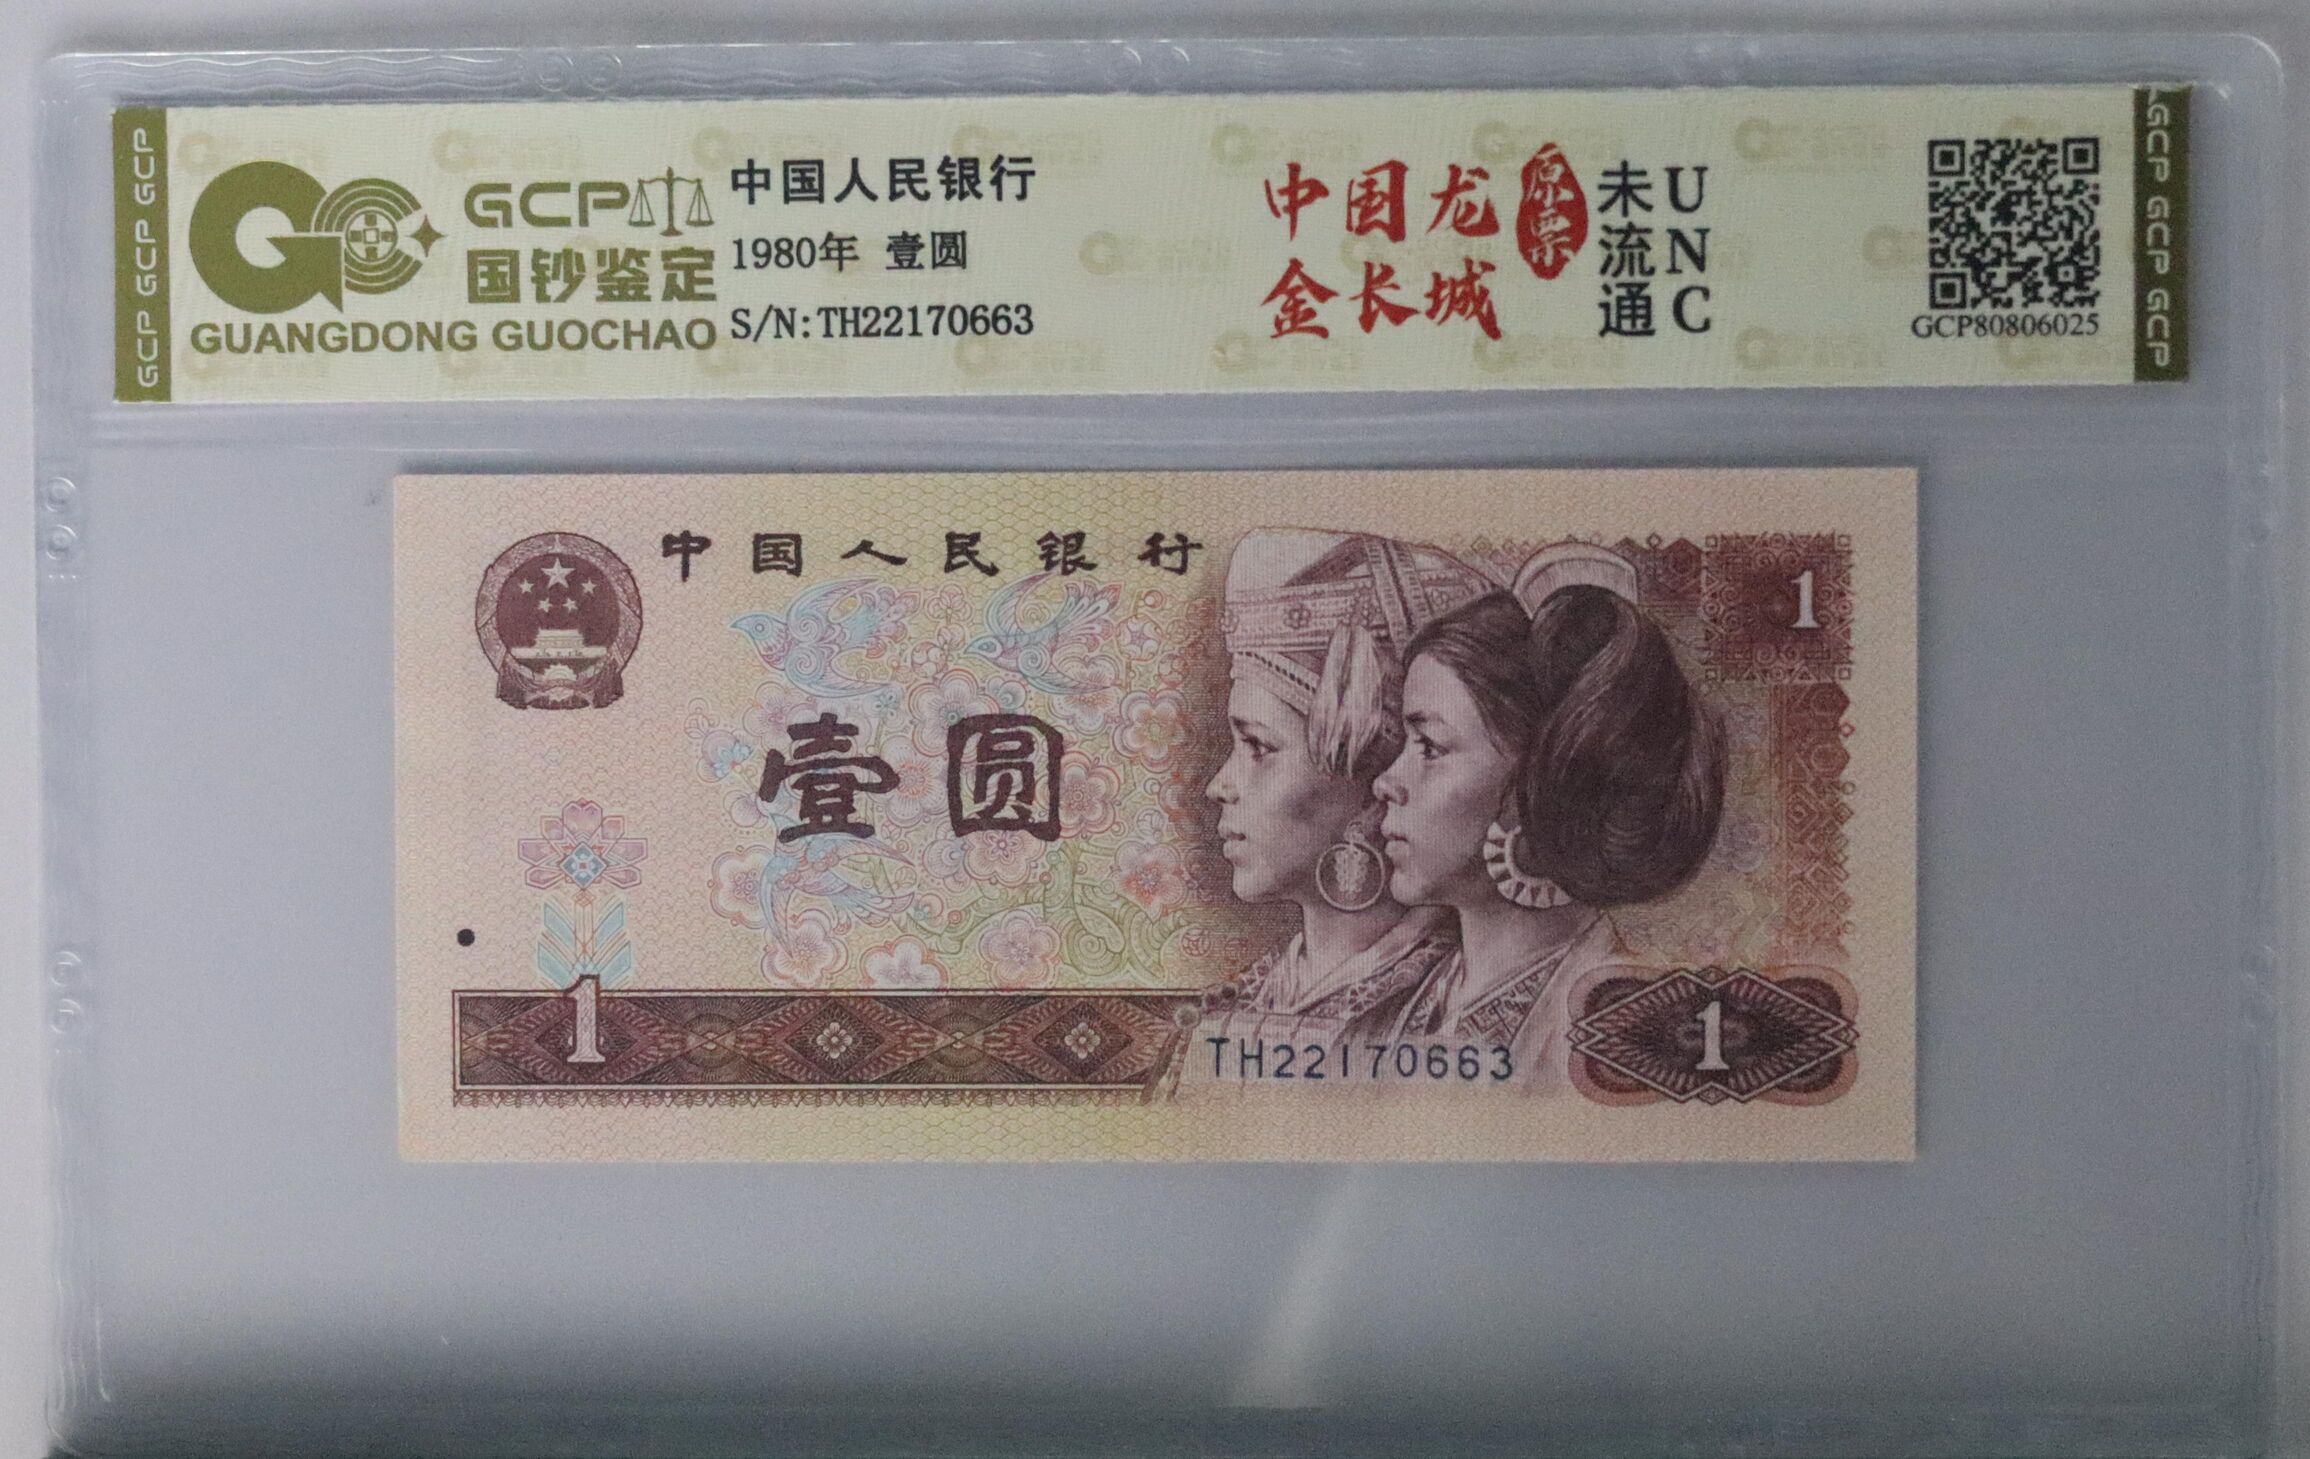 GCP GCP GCP
GCP
国钞鉴定
GUANGDONG GUOCHAO
中国人民银行
1980年 壹圆
S/N:TH22170663
中国龙
金长城
原票
未流通
UNC
GCP80806025
GCP GCP GCP
中国人民银行
1
壹圆
1
TH22170663
1